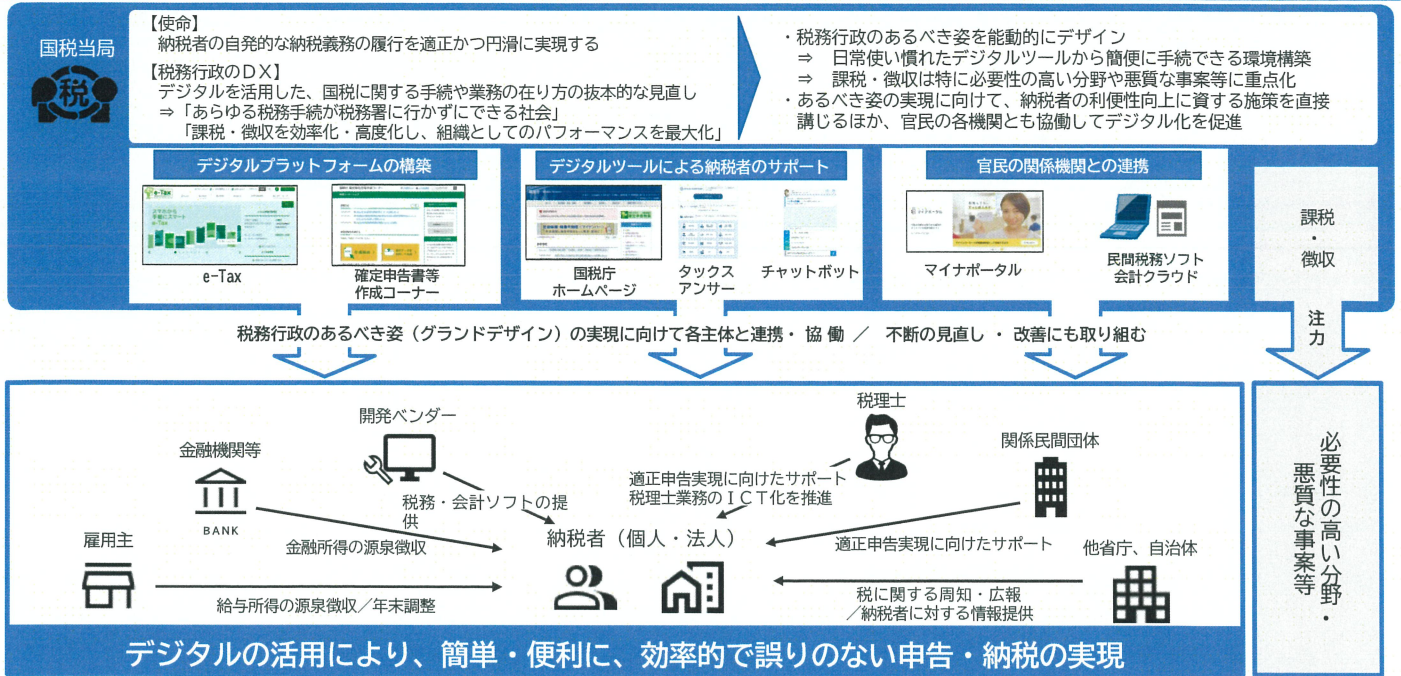 国税当局
税
【使命】
納税者の自発的な納税義務の履行を適正かつ円滑に実現する
【税務行政のＤＸ】
デジタルを活用した、国税に関する手続や業務の在り方の抜本的な見直し
⇒「あらゆる税務手続が税務署に行かずにできる社会」
「課税・徴収を効率化・高度化し、組織としてのパフォーマンスを最大化」
・税務行政のあるべき姿を能動的にデザイン
⇒ 日常使い慣れたデジタルツールから簡便に手続できる環境構築
⇒ 課税・徴収は特に必要性の高い分野や悪質な事案等に重点化
・あるべき姿の実現に向けて、納税者の利便性向上に資する施策を直接
講じるほか、官民の各機関とも協働してデジタル化を促進
デジタルプラットフォームの構築
e-Tax
スマホから
手軽にスマート
e-Tax
e-Tax
確定申告書等
作成コーナー
デジタルツールによる納税者のサポート
国税庁
ホームページ
タックス
アンサー
チャットボット
官民の関係機関との連携
マイナポータル
マイナポータル
民間税務ソフト
会計クラウド
課税
・
徴収
注
力
税務行政のあるべき姿（グランドデザイン）の実現に向けて各主体と連携・ 協 働 ／ 不断の見直し ・ 改善にも取り組む
開発ベンダー
税理士
金融機関等
関係民間団体
BANK
税務・会計ソフトの提
供
適正申告実現に向けたサポート
税理士業務のＩＣＴ化を推進
雇用主
金融所得の源泉徴収
納税者（個人・法人）
適正申告実現に向けたサポート
他省庁、自治体
給与所得の源泉徴収／年末調整
税に関する周知・広報
／納税者に対する情報提供
必要性の高い分野・
悪質な事案等
デジタルの活用により、簡単・便利に、効率的で誤りのない申告・納税の実現